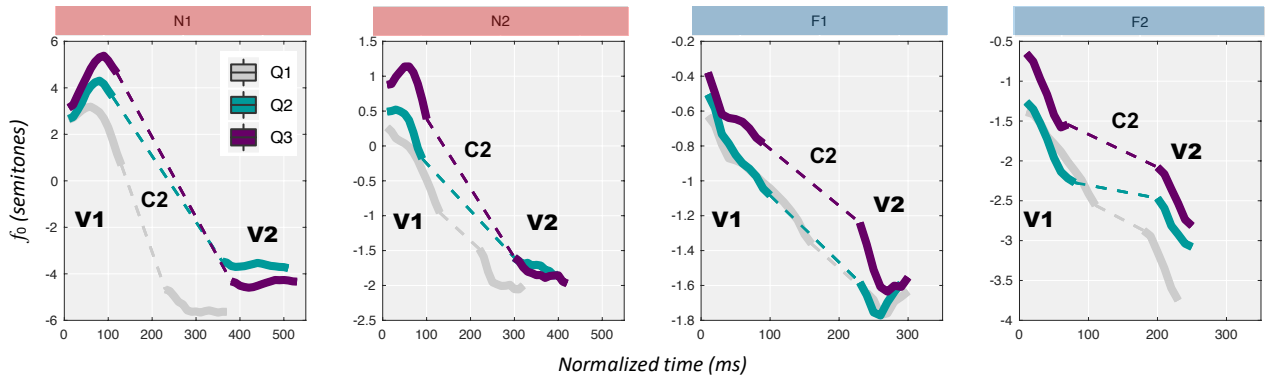 N1 N2 F1 F2
f0 (semitones)
6
4
2
0
-2
-4
-6
0 100 200 300 400 500
Q1
Q2
Q3
V1
C2
V2
1.5
1
0.5
0
-0.5
-1
-1.5
-2
-2.5
0 100 200 300 400 500
C2
V1
V2
-0.2
-0.4
-0.6
-0.8
-1
-1.2
-1.4
-1.6
-1.8
0 100 200 300
C2
V1
V2
-0.5
-1
-1.5
-2
-2.5
-3
-3.5
-4
0 100 200 300
C2
V2
V1
Normalized time (ms)